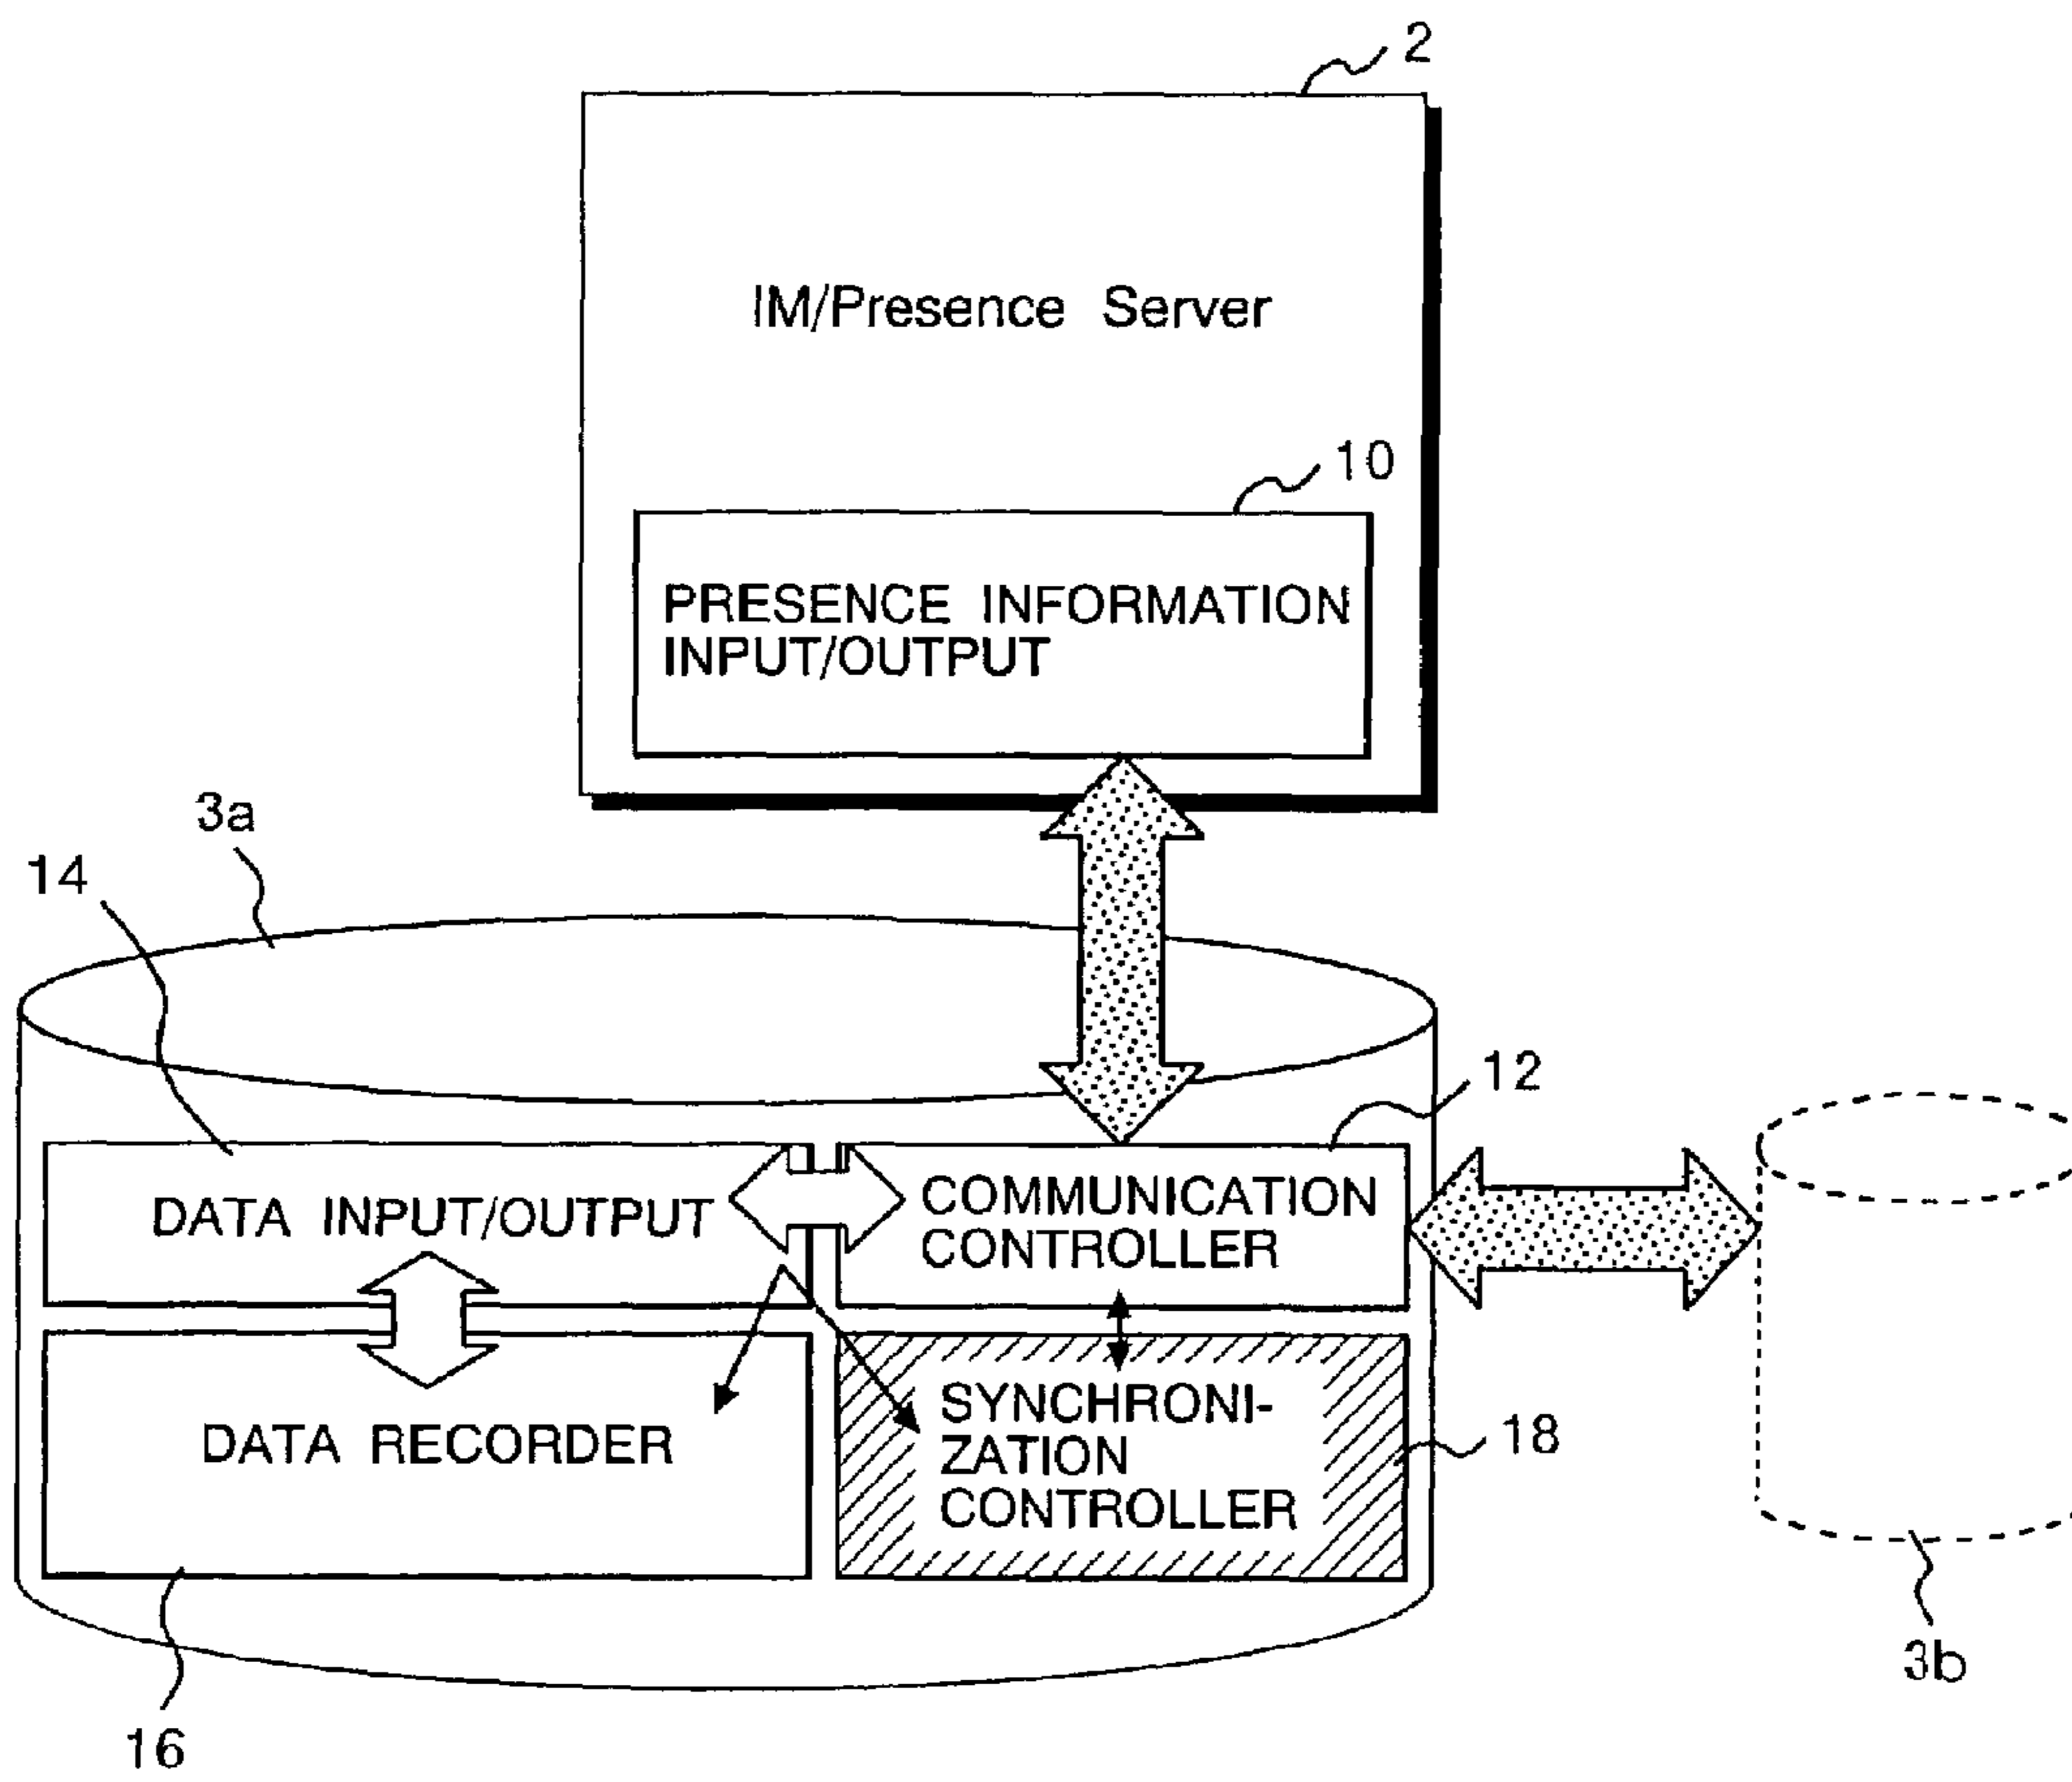 2
IM/Presence Server
10
PRESENCE INFORMATION
INPUT/OUTPUT
3a
14
12
DATA INPUT/OUTPUT
COMMUNICATION
CONTROLLER
DATA RECORDER
SYNCHRONI-
ZATION
CONTROLLER
18
3b
16